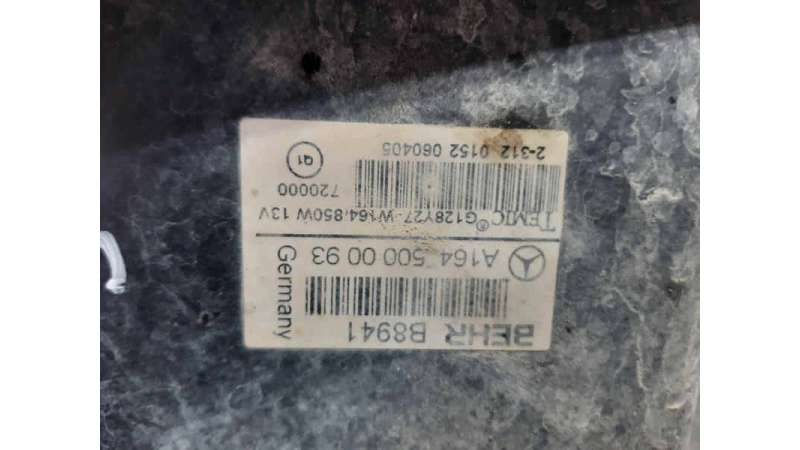 BEHR B8941
Germany
A164 500 00 93
TEMIC® G128Y27-W164/850W 13V
720000
Q1
2-312 0152 060405